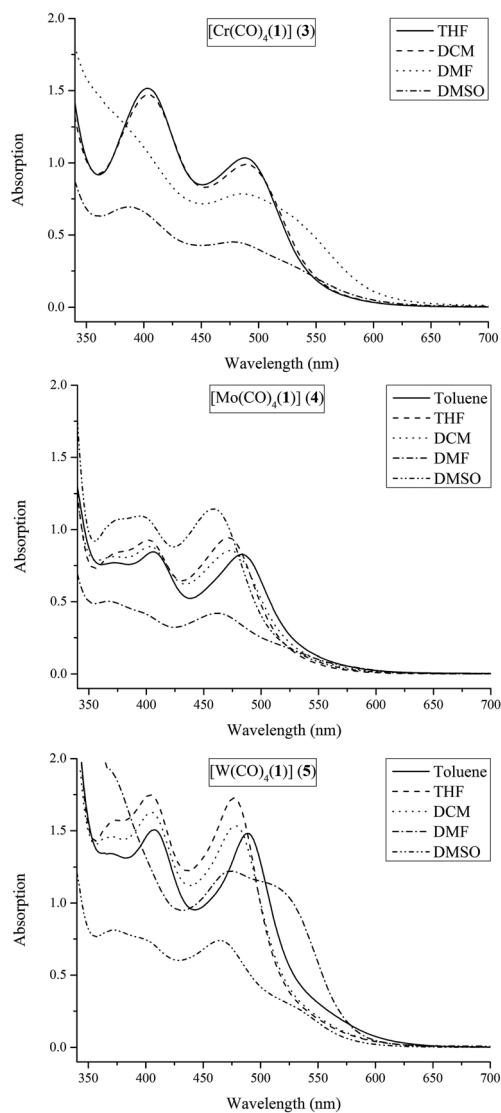 [Cr(CO)₄(1)] (3)
THF
DCM
DMF
DMSO
2.0
1.5
1.0
0.5
0.0
Absorption
350 400 450 500 550 600 650 700
Wavelength (nm)
[Mo(CO)₄(1)] (4)
Toluene
THF
DCM
DMF
DMSO
2.0
1.5
1.0
0.5
0.0
Absorption
350 400 450 500 550 600 650 700
Wavelength (nm)
[W(CO)₄(1)] (5)
Toluene
THF
DCM
DMF
DMSO
2.0
1.5
1.0
0.5
0.0
Absorption
350 400 450 500 550 600 650 700
Wavelength (nm)